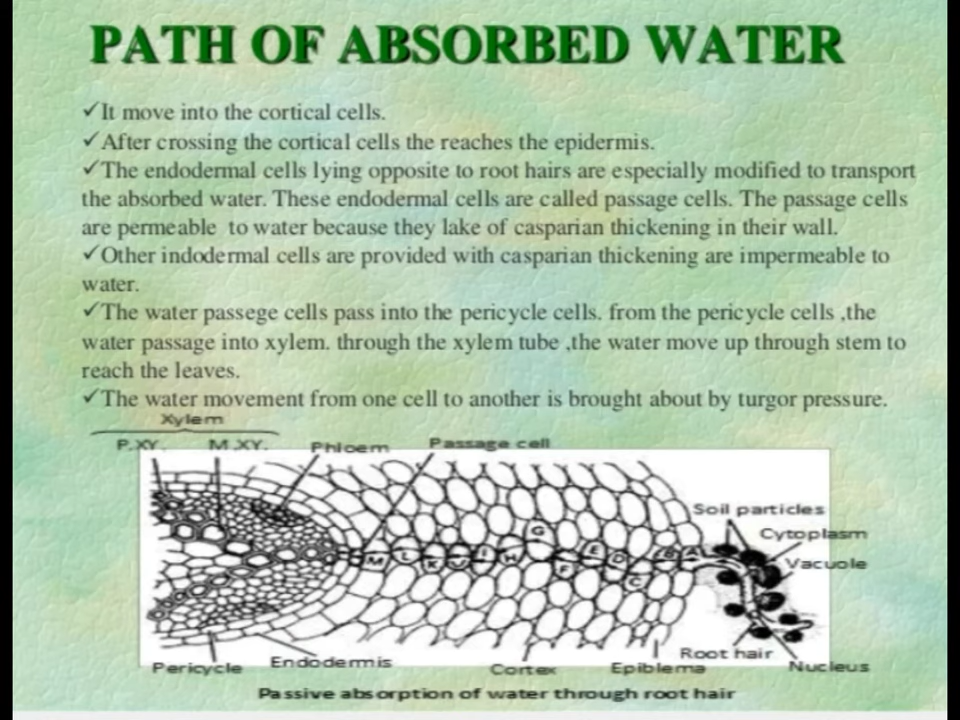 PATH OF ABSORBED WATER
✓It move into the cortical cells.
✓After crossing the cortical cells the reaches the epidermis.
✓The endodermal cells lying opposite to root hairs are especially modified to transport
the absorbed water. These endodermal cells are called passage cells. The passage cells
are permeable to water because they lake of casparian thickening in their wall.
✓Other indodermal cells are provided with casparian thickening are impermeable to
water.
✓The water passege cells pass into the pericycle cells. from the pericycle cells ,the
water passage into xylem. through the xylem tube ,the water move up through stem to
reach the leaves.
✓The water movement from one cell to another is brought about by turgor pressure.
Xylem
P.XY. M.XY. Phloem Passage cell
Soil particles
Cytoplasm
Vacuole
M L K J I H G F E D C B A
Root hair
Pericycle Endodermis Cortex Epiblema Nucleus
Passive absorption of water through root hair